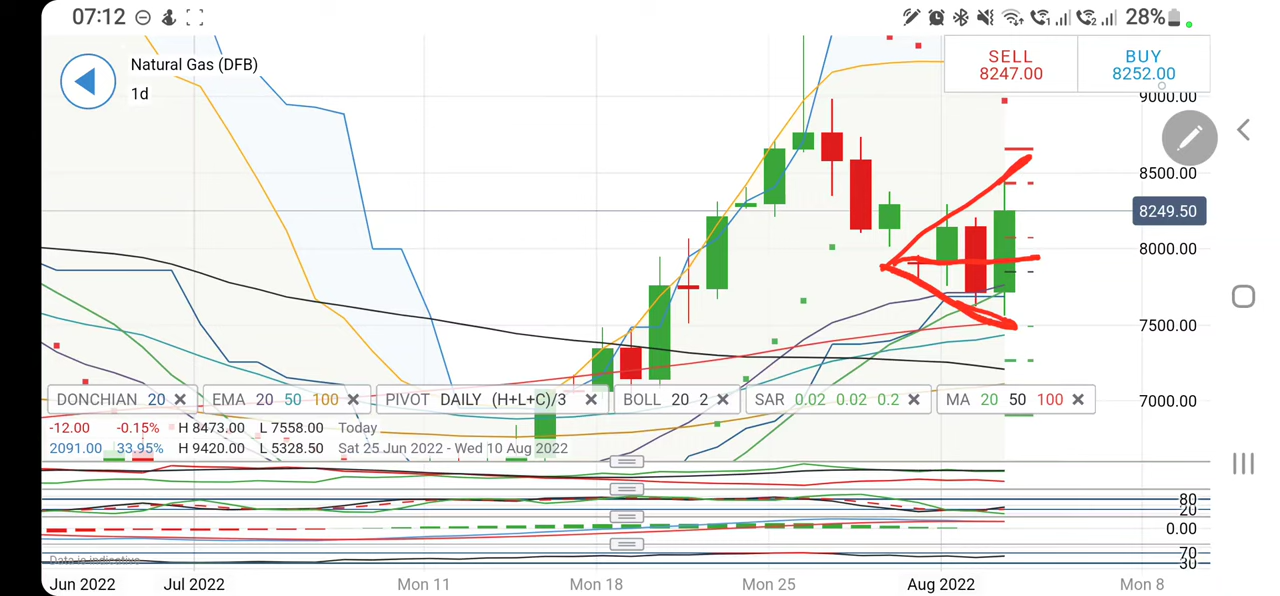 07:12
28%
Natural Gas (DFB)
1d
SELL
8247.00
BUY
8252.00
9000.00
8500.00
8249.50
8000.00
7500.00
7000.00
DONCHIAN 20 ×
EMA 20 50 100 ×
PIVOT DAILY (H+L+C)/3 ×
BOLL 20 2 ×
SAR 0.02 0.02 0.2 ×
MA 20 50 100 ×
-12.00 -0.15% H 8473.00 L 7558.00 Today
2091.00 33.95% H 9420.00 L 5328.50 Sat 25 Jun 2022 - Wed 10 Aug 2022
80
20
0.00
70
30
Data is indicative
Jun 2022 Jul 2022 Mon 11 Mon 18 Mon 25 Aug 2022 Mon 8